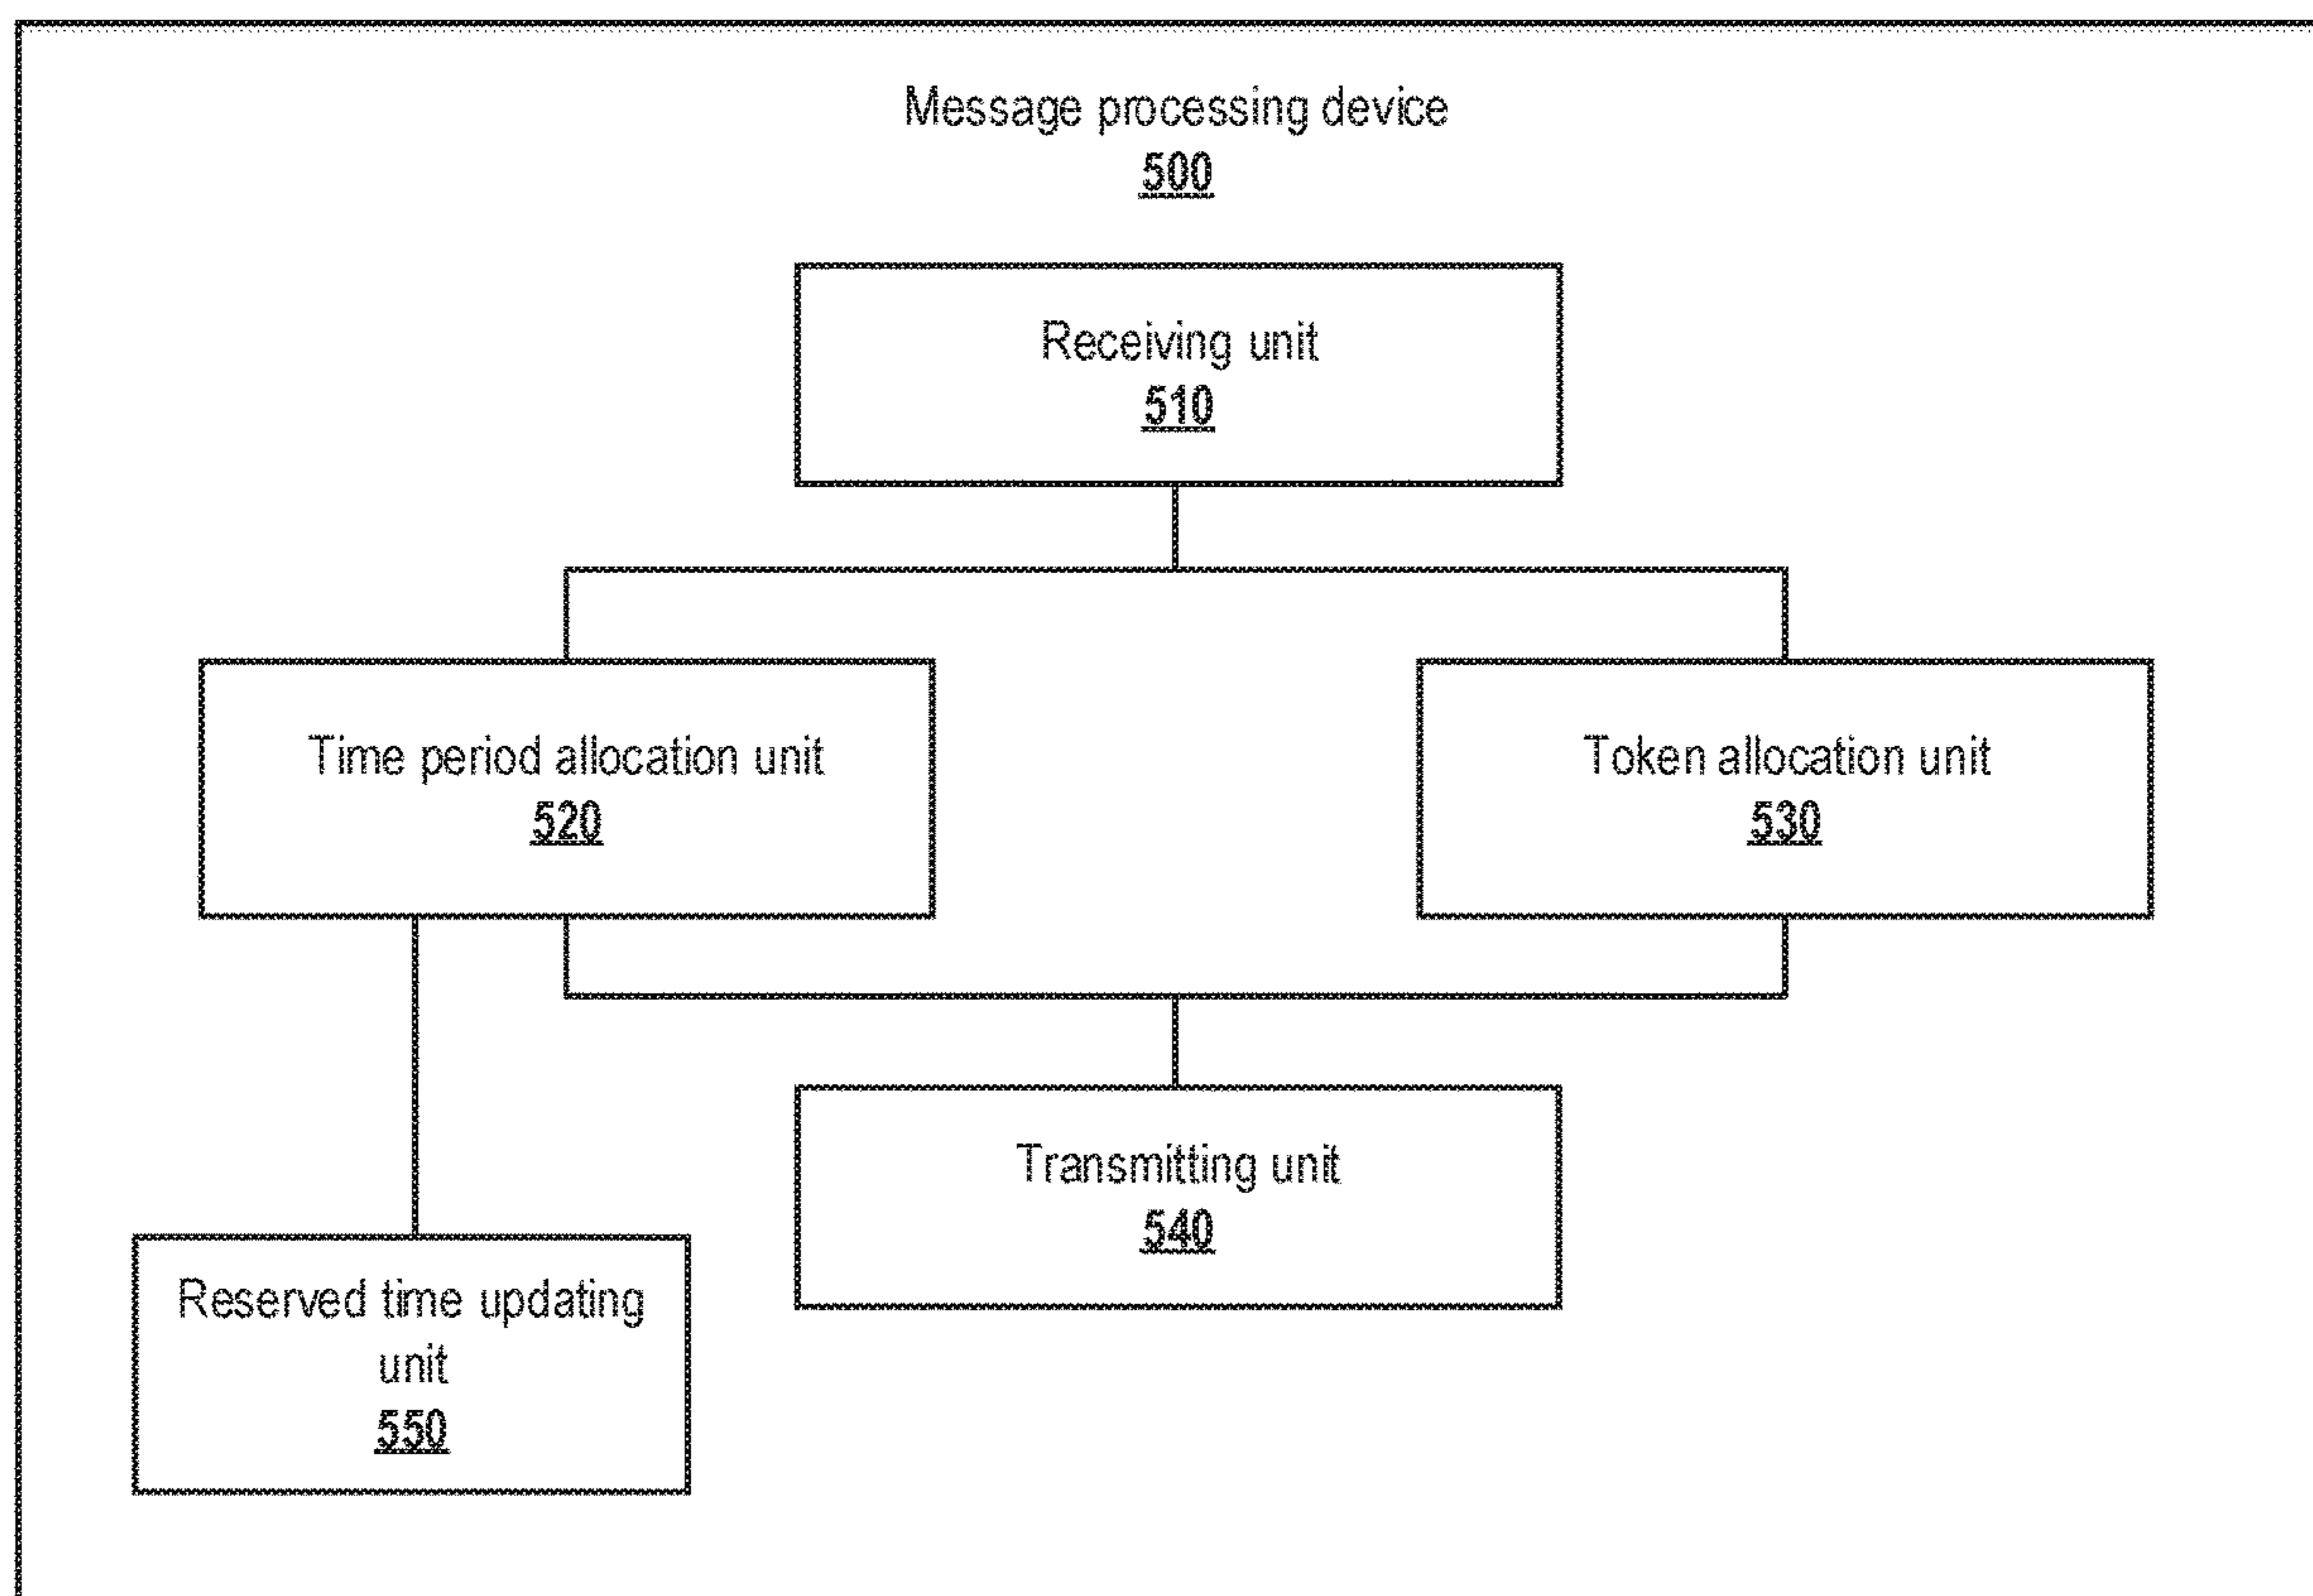 Message processing device
500
Receiving unit
510
Time period allocation unit
520
Token allocation unit
530
Transmitting unit
540
Reserved time updating
unit
550